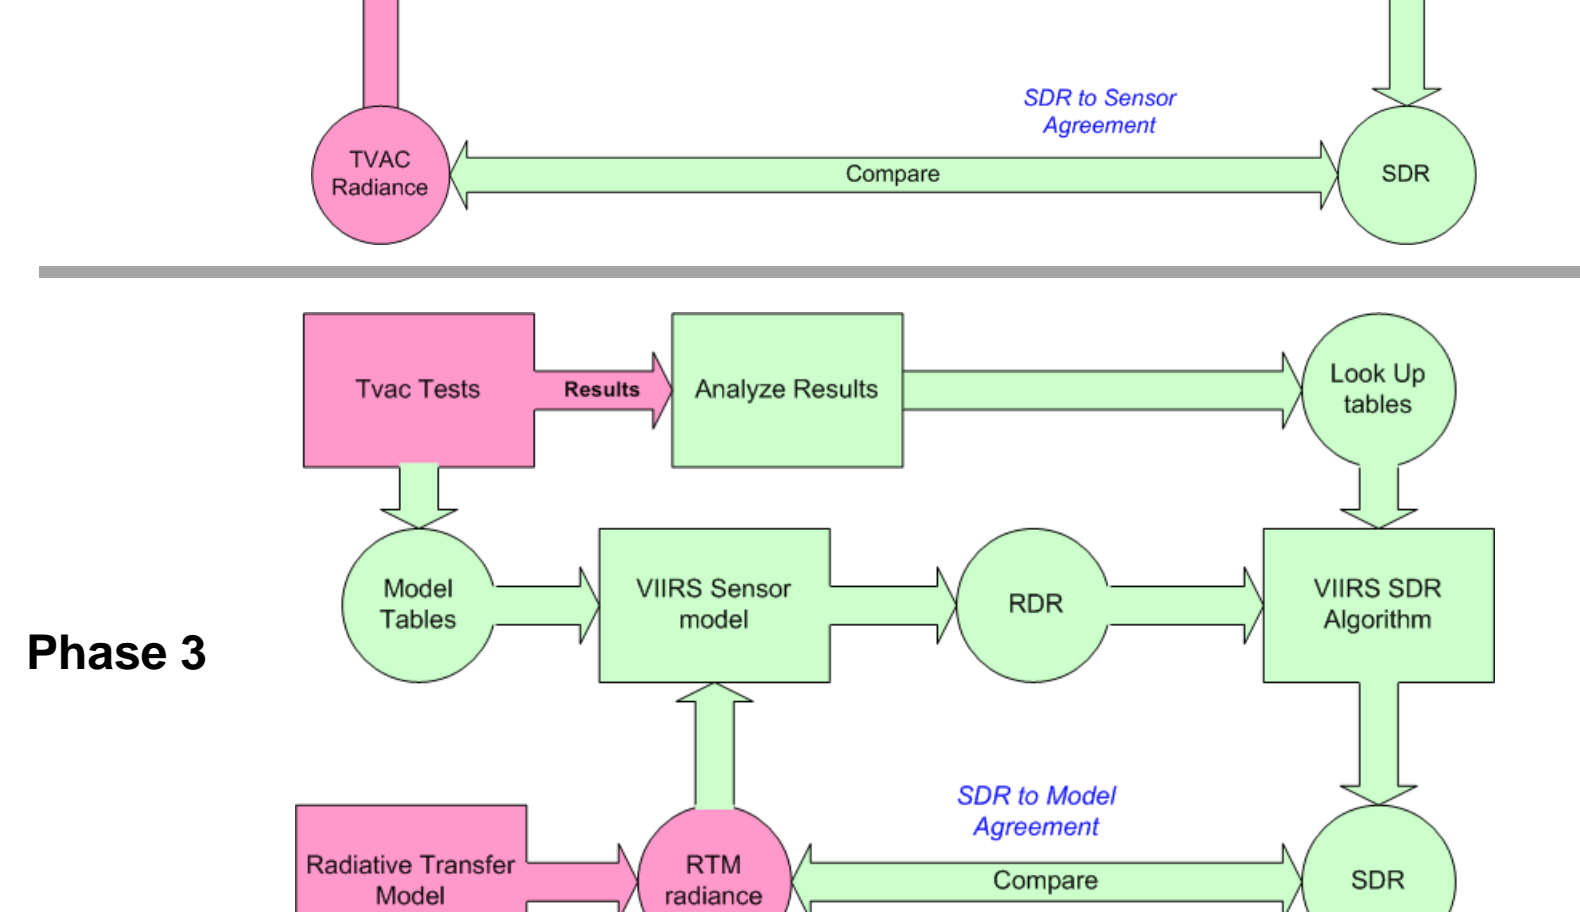 SDR to Sensor
Agreement
TVAC
Radiance
Compare
SDR
Tvac Tests
Results
Analyze Results
Look Up
tables
Model
Tables
VIIRS Sensor
model
RDR
VIIRS SDR
Algorithm
Phase 3
SDR to Model
Agreement
Radiative Transfer
Model
RTM
radiance
Compare
SDR